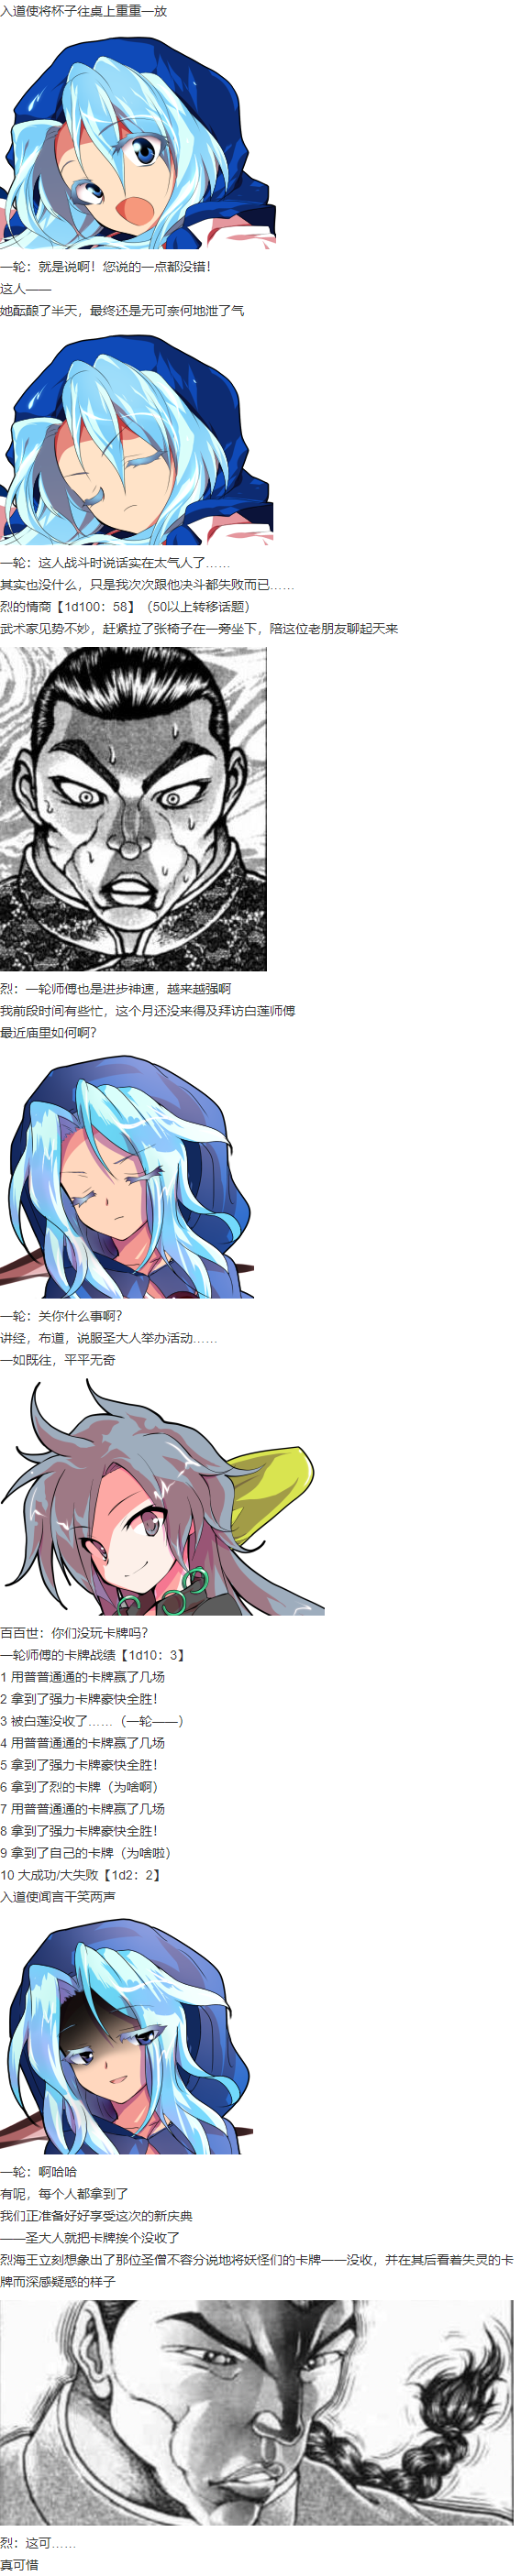 入道使将杯子往桌上重重一放
一轮：就是说啊！您说的一点都没错！
这人——
她酝酿了半天，最终还是无可奈何地泄了气
一轮：这人战斗时说话实在太气人了……
其实也没什么，只是我次次跟他决斗都失败而已……
烈的情商【1d100：58】（50以上转移话题）
武术家见势不妙，赶紧拉了张椅子在一旁坐下，陪这位老朋友聊起天来
烈：一轮师傅也是进步神速，越来越强啊
我前段时间有些忙，这个月还没来得及拜访白莲师傅
最近庙里如何啊？
一轮：关你什么事啊？
讲经，布道，说服圣大人举办活动……
一如既往，平平无奇
百百世：你们没玩卡牌吗？
一轮师傅的卡牌战绩【1d10：3】
1 用普普通通的卡牌赢了几场
2 拿到了强力卡牌豪快全胜！
3 被白莲没收了……（一轮——）
4 用普普通通的卡牌赢了几场
5 拿到了强力卡牌豪快全胜！
6 拿到了烈的卡牌（为啥啊）
7 用普普通通的卡牌赢了几场
8 拿到了强力卡牌豪快全胜！
9 拿到了自己的卡牌（为啥啦）
10 大成功/大失败【1d2：2】
入道使闻言干笑两声
一轮：啊哈哈
有呢，每个人都拿到了
我们正准备好好享受这次的新庆典
——圣大人就把卡牌挨个没收了
烈海王立刻想象出了那位圣僧不容分说地将妖怪们的卡牌一一没收，并在其后看着失灵的卡
牌而深感疑惑的样子
烈：这可……
真可惜